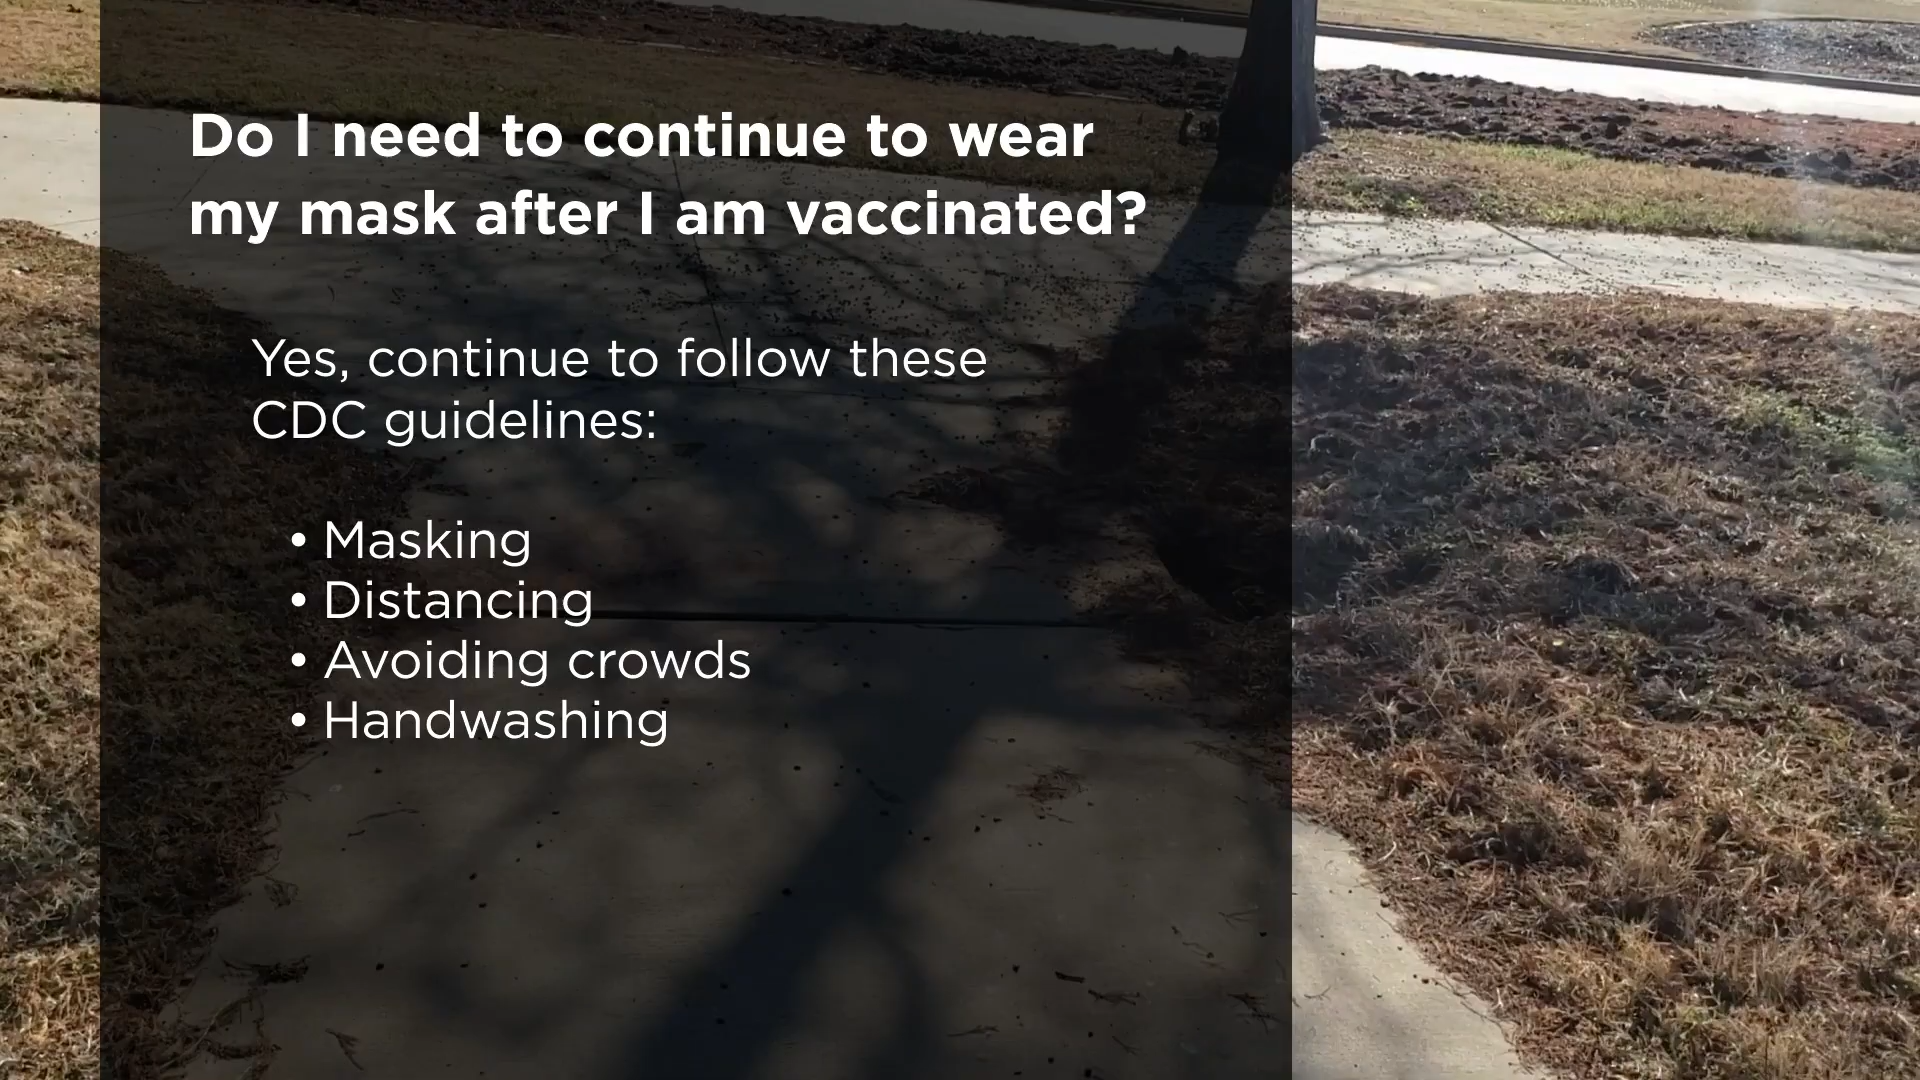 Do I need to continue to wear
my mask after I am vaccinated?
Yes, continue to follow these
CDC guidelines:
• Masking
• Distancing
• Avoiding crowds
• Handwashing